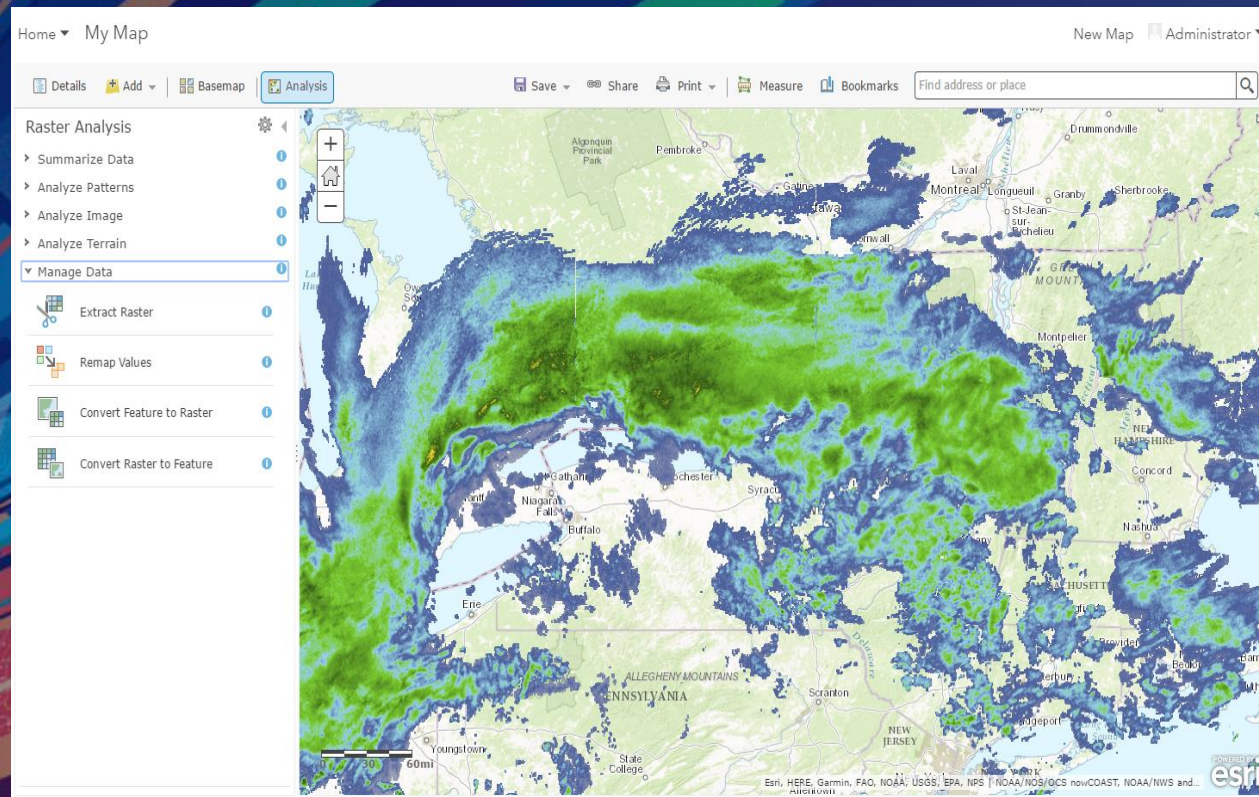 Home My Map New Map Administrator
Details Add Basemap Analysis Save Share Print Measure Bookmarks Find address or place
Raster Analysis
Summarize Data
Analyze Patterns
Analyze Image
Analyze Terrain
Manage Data
Extract Raster
Remap Values
Convert Feature to Raster
Convert Raster to Feature
Drummondville
Algonquin
Provincial
Park
Pembroke
Laval
Montreal Longueuil Granby Sherbrooke
St-Jean-
sur-
Richelieu
Montpelier
Concord
Nashua
Niagara
Falls
Buffalo
Erie
ALLEGHENY MOUNTAINS
Scranton
NEW
JERSEY
Youngstown
State
College
30 60mi
Esri, HERE, Garmin, FAO, NOAA, USGS, EPA, NPS | NOAA/NOS/OCS nowCOAST, NOAA/NWS and...
POWERED BY
esri